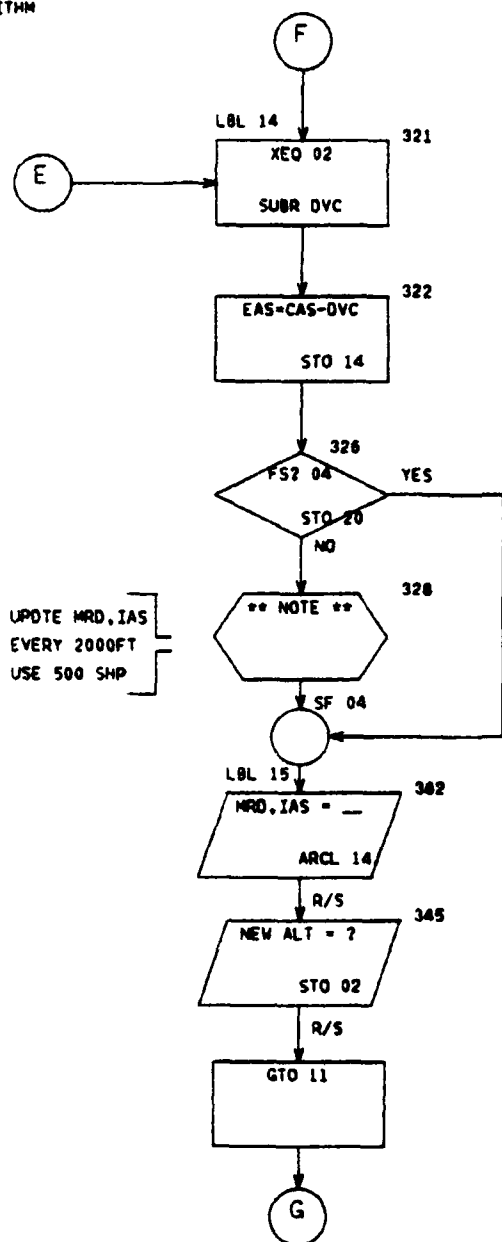 ITHM
F
LBL 14
321
XEQ 02
SUBR DVC
E
322
EAS=CAS-DVC
STO 14
326
FS? 04
YES
STO 20
NO
328
** NOTE **
UPDTE MRD,IAS
EVERY 2000FT
USE 500 SHP
SF 04
LBL 15
342
MRD,IAS = __
ARCL 14
R/S
345
NEW ALT = ?
STO 02
R/S
GTO 11
G